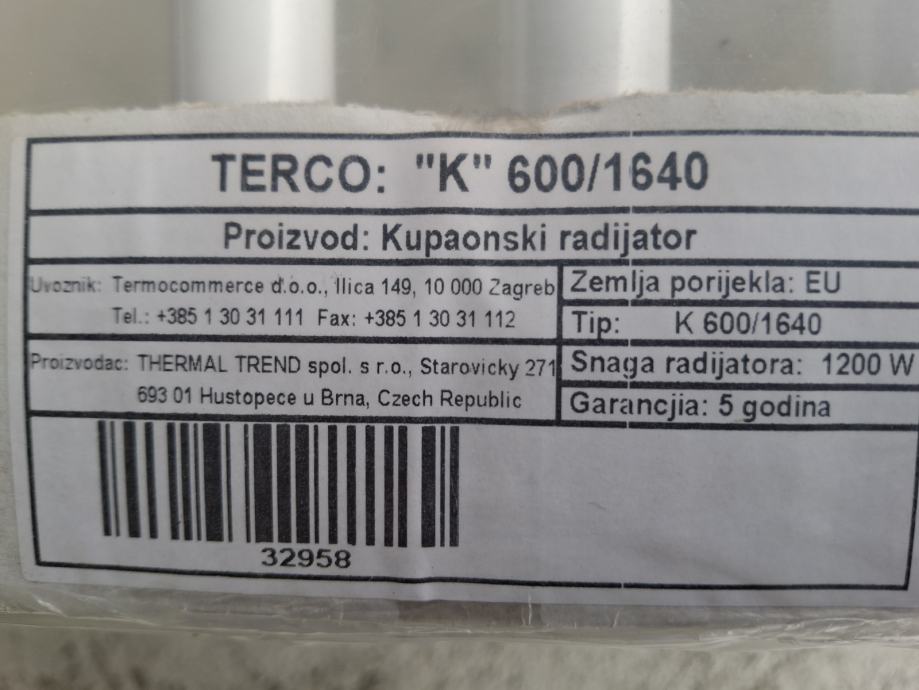 TERCO: "K" 600/1640
Proizvod: Kupaonski radijator
Uvoznik: Termocommerce d.o.o., Ilica 149, 10 000 Zagreb
Tel.: +385 1 30 31 111 Fax: +385 1 30 31 112
Proizvodac: THERMAL TREND spol. s r.o., Starovicky 271
693 01 Hustopece u Brna, Czech Republic
Zemlja porijekla: EU
Tip: K 600/1640
Snaga radijatora: 1200 W
Garancjia: 5 godina
32958